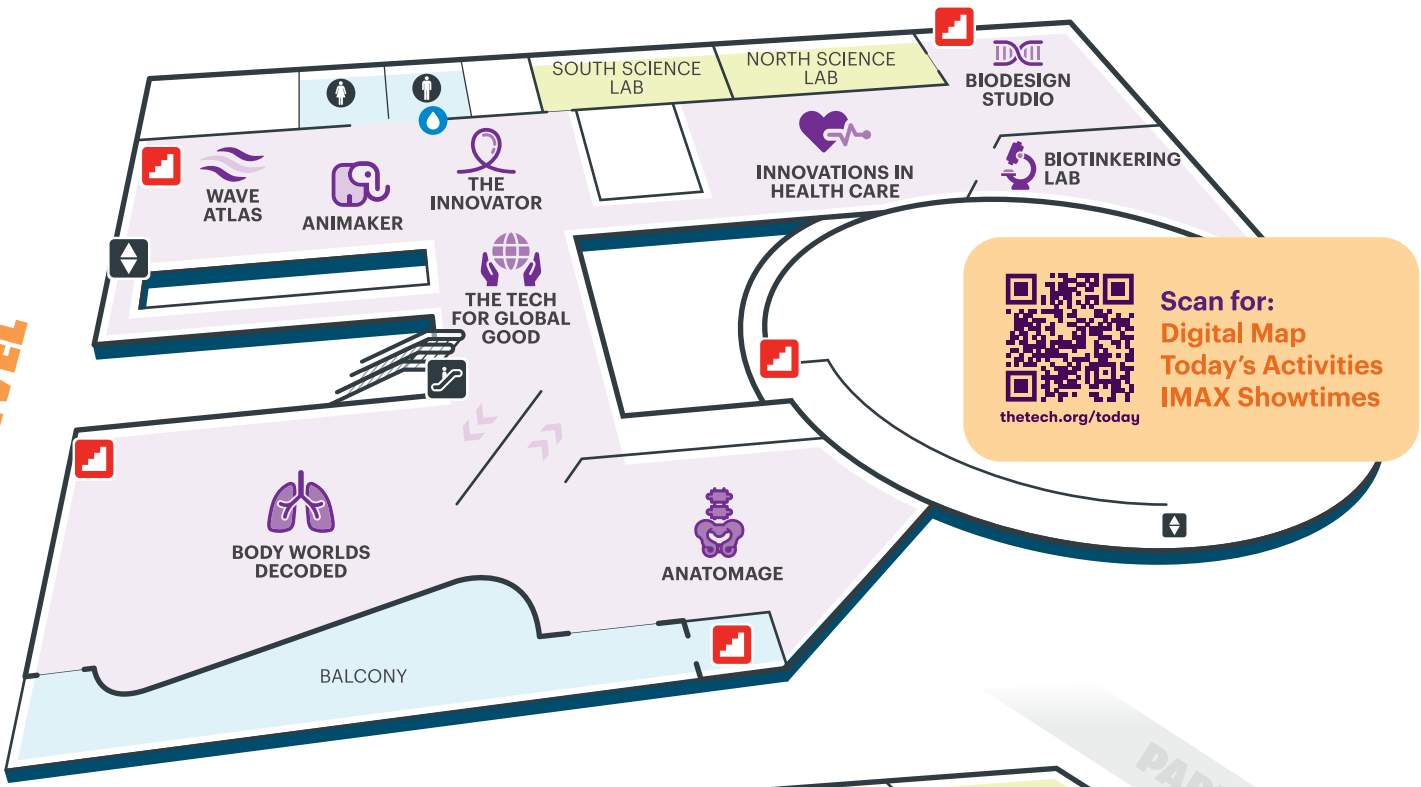 SOUTH SCIENCE
LAB
NORTH SCIENCE
LAB
BIODESIGN
STUDIO
WAVE
ATLAS
ANIMAKER
THE
INNOVATOR
INNOVATIONS IN
HEALTH CARE
BIOTINKERING
LAB
THE TECH
FOR GLOBAL
GOOD
Scan for:
Digital Map
Today's Activities
IMAX Showtimes
thetech.org/today
BODY WORLDS
DECODED
ANATOMAGE
BALCONY